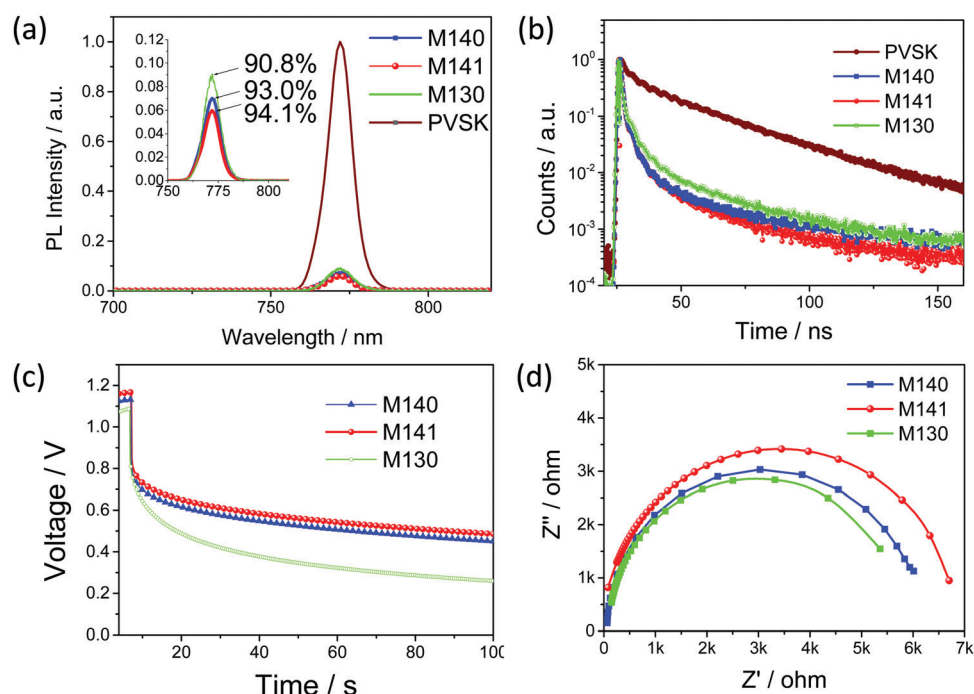 (a)
PL Intensity / a.u.
1.0
0.8
0.6
0.4
0.2
0.0
700
750
800
Wavelength / nm
M140
M141
M130
PVSK
0.12
0.10
0.08
0.06
0.04
0.02
0.00
750
775
800
90.8%
93.0%
94.1%
(b)
Counts / a.u.
10⁰
10⁻¹
10⁻²
10⁻³
10⁻⁴
50
100
150
Time / ns
PVSK
M140
M141
M130
(c)
Voltage / V
1.2
1.0
0.8
0.6
0.4
0.2
0.0
20
40
60
80
100
Time / s
M140
M141
M130
(d)
Z'' / ohm
5k
4k
3k
2k
1k
0
0
1k
2k
3k
4k
5k
6k
7k
Z' / ohm
M140
M141
M130